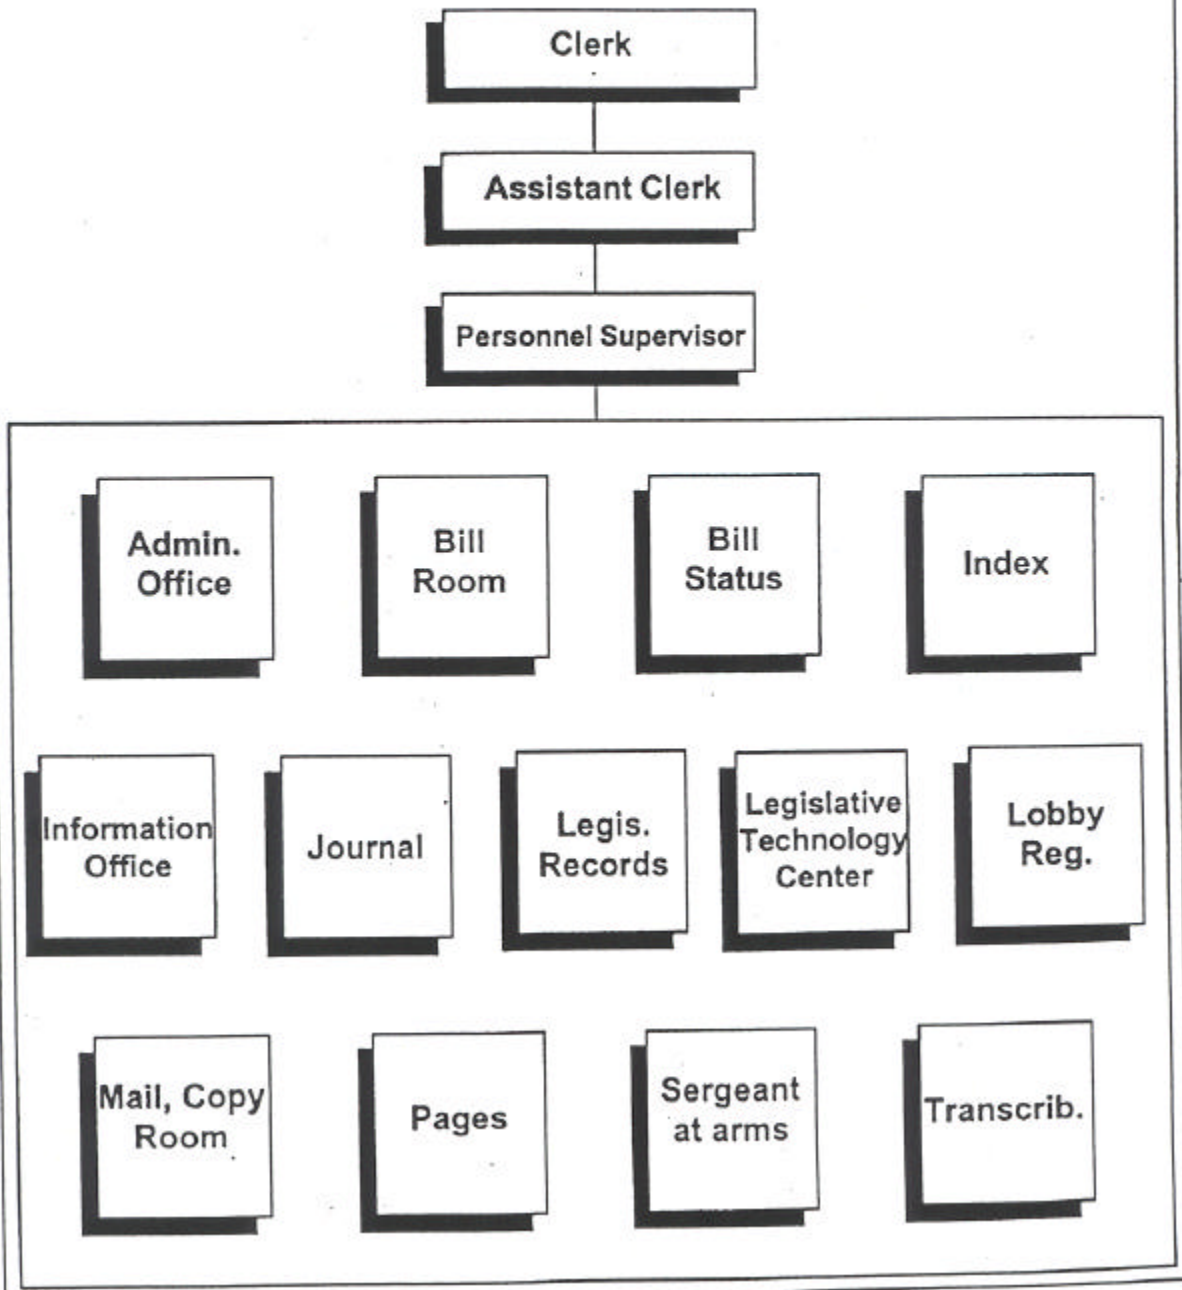 Clerk
Assistant Clerk
Personnel Supervisor
Admin.
Office
Bill
Room
Bill
Status
Index
Information
Office
Journal
Legis.
Records
Legislative
Technology
Center
Lobby
Reg.
Mail, Copy
Room
Pages
Sergeant
at arms
Transcrib.